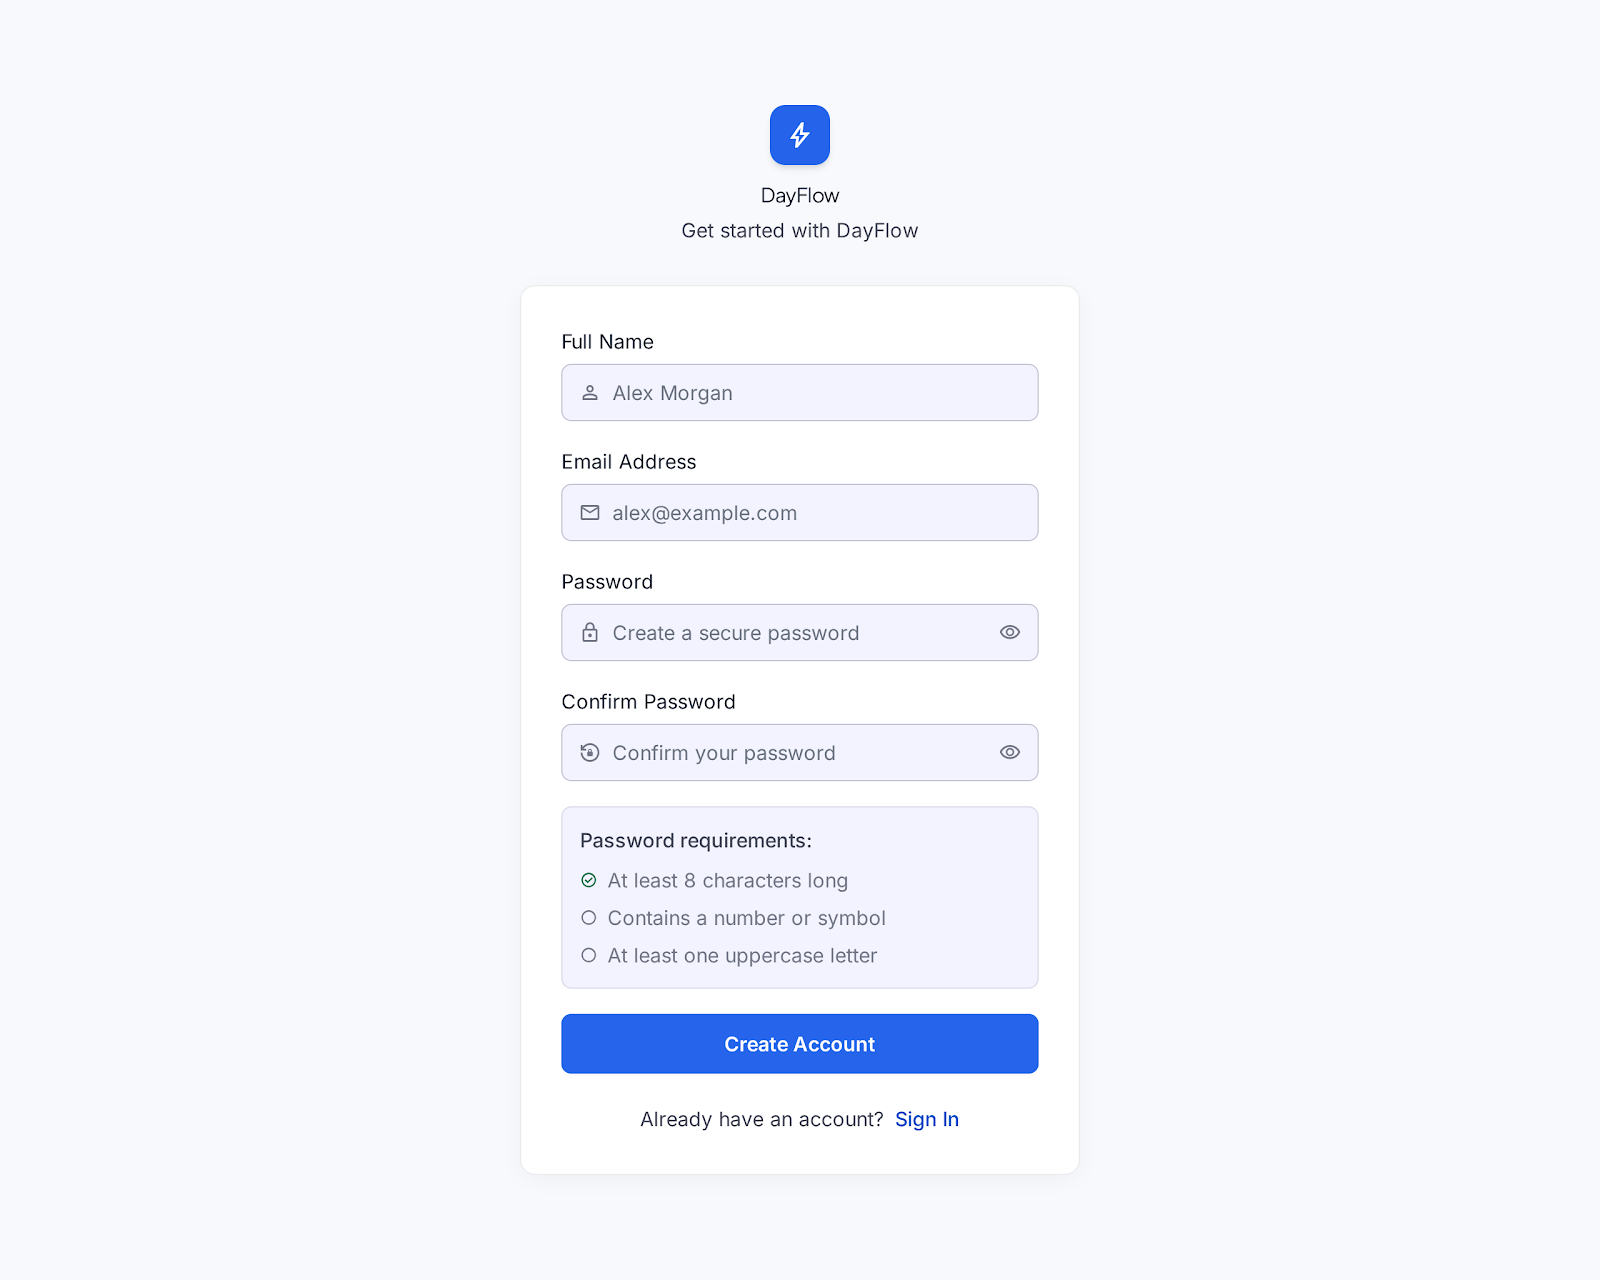 DayFlow
Get started with DayFlow
Full Name
Alex Morgan
Email Address
alex@example.com
Password
Create a secure password
Confirm Password
Confirm your password
Password requirements:
At least 8 characters long
Contains a number or symbol
At least one uppercase letter
Create Account
Already have an account? Sign In